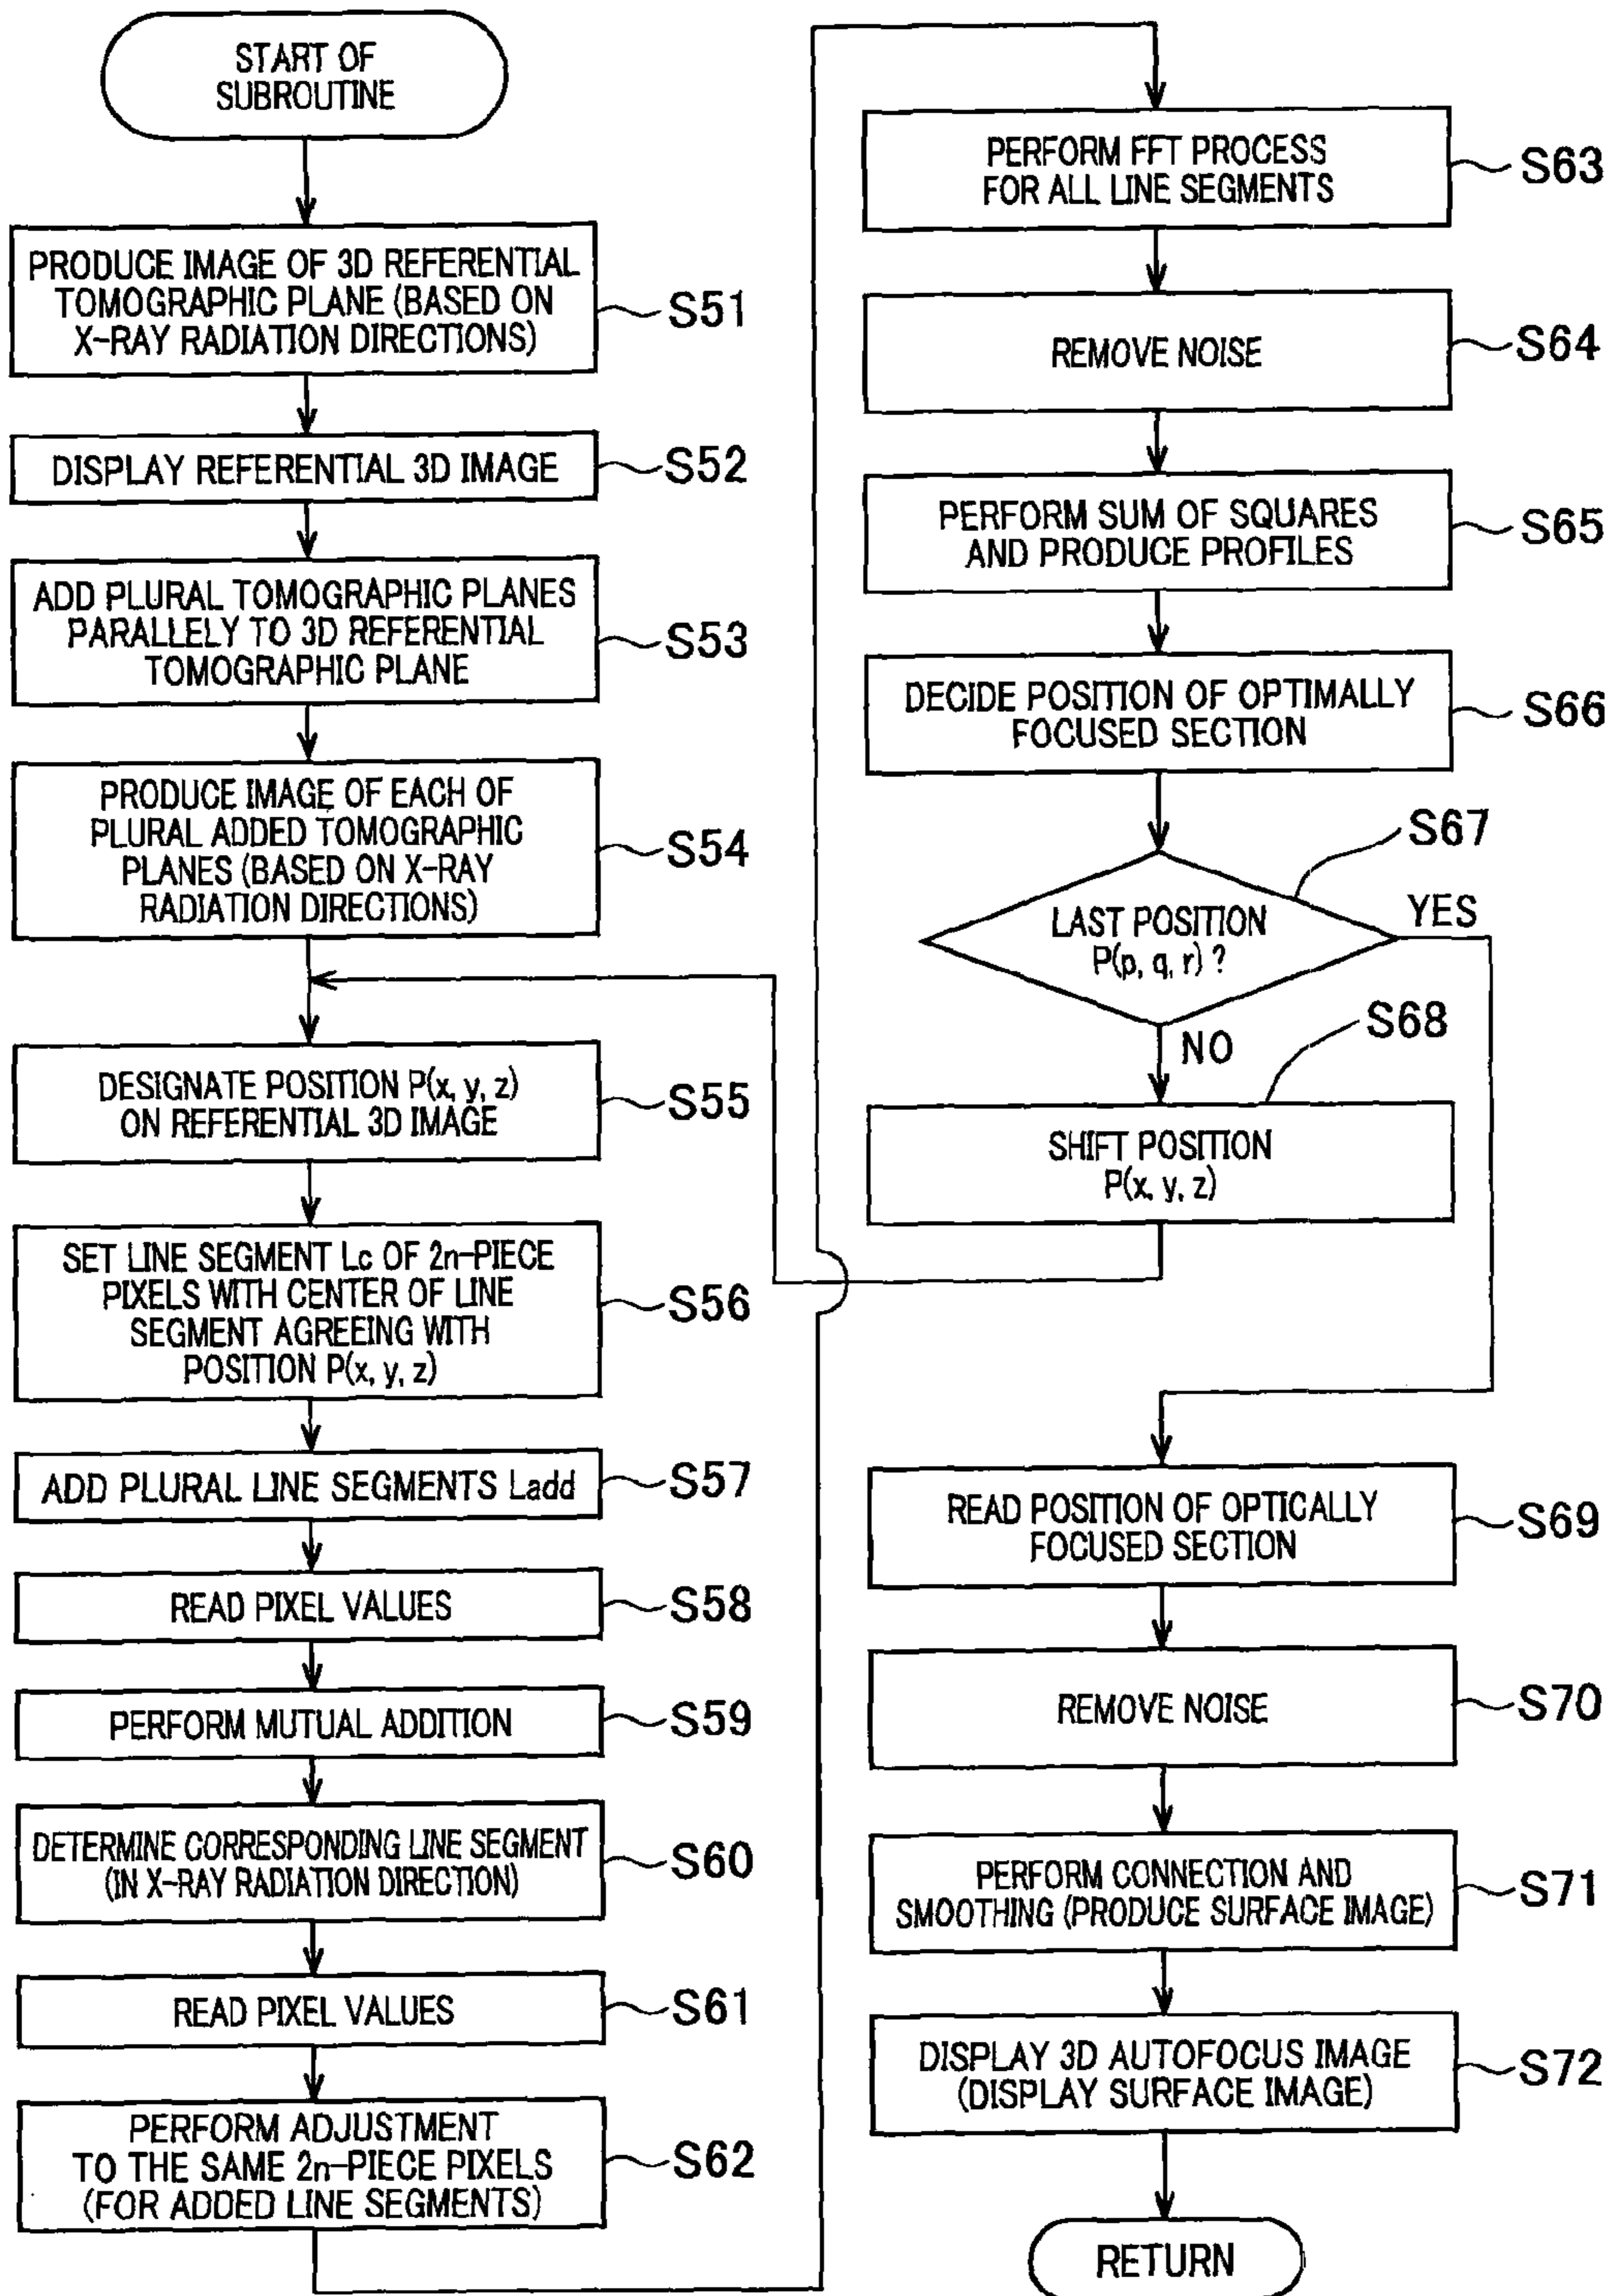 START OF
SUBROUTINE
PRODUCE IMAGE OF 3D REFERENTIAL
TOMOGRAPHIC PLANE (BASED ON
X-RAY RADIATION DIRECTIONS)
S51
DISPLAY REFERENTIAL 3D IMAGE
S52
ADD PLURAL TOMOGRAPHIC PLANES
PARALLELY TO 3D REFERENTIAL
TOMOGRAPHIC PLANE
S53
PRODUCE IMAGE OF EACH OF
PLURAL ADDED TOMOGRAPHIC
PLANES (BASED ON X-RAY
RADIATION DIRECTIONS)
S54
DESIGNATE POSITION P(x, y, z)
ON REFERENTIAL 3D IMAGE
S55
SET LINE SEGMENT Lc OF 2n-PIECE
PIXELS WITH CENTER OF LINE
SEGMENT AGREEING WITH
POSITION P(x, y, z)
S56
ADD PLURAL LINE SEGMENTS Ladd
S57
READ PIXEL VALUES
S58
PERFORM MUTUAL ADDITION
S59
DETERMINE CORRESPONDING LINE SEGMENT
(IN X-RAY RADIATION DIRECTION)
S60
READ PIXEL VALUES
S61
PERFORM ADJUSTMENT
TO THE SAME 2n-PIECE PIXELS
(FOR ADDED LINE SEGMENTS)
S62
PERFORM FFT PROCESS
FOR ALL LINE SEGMENTS
S63
REMOVE NOISE
S64
PERFORM SUM OF SQUARES
AND PRODUCE PROFILES
S65
DECIDE POSITION OF OPTIMALLY
FOCUSED SECTION
S66
LAST POSITION
P(p, q, r) ?
S67
YES
NO
SHIFT POSITION
P(x, y, z)
S68
READ POSITION OF OPTICALLY
FOCUSED SECTION
S69
REMOVE NOISE
S70
PERFORM CONNECTION AND
SMOOTHING (PRODUCE SURFACE IMAGE)
S71
DISPLAY 3D AUTOFOCUS IMAGE
(DISPLAY SURFACE IMAGE)
S72
RETURN